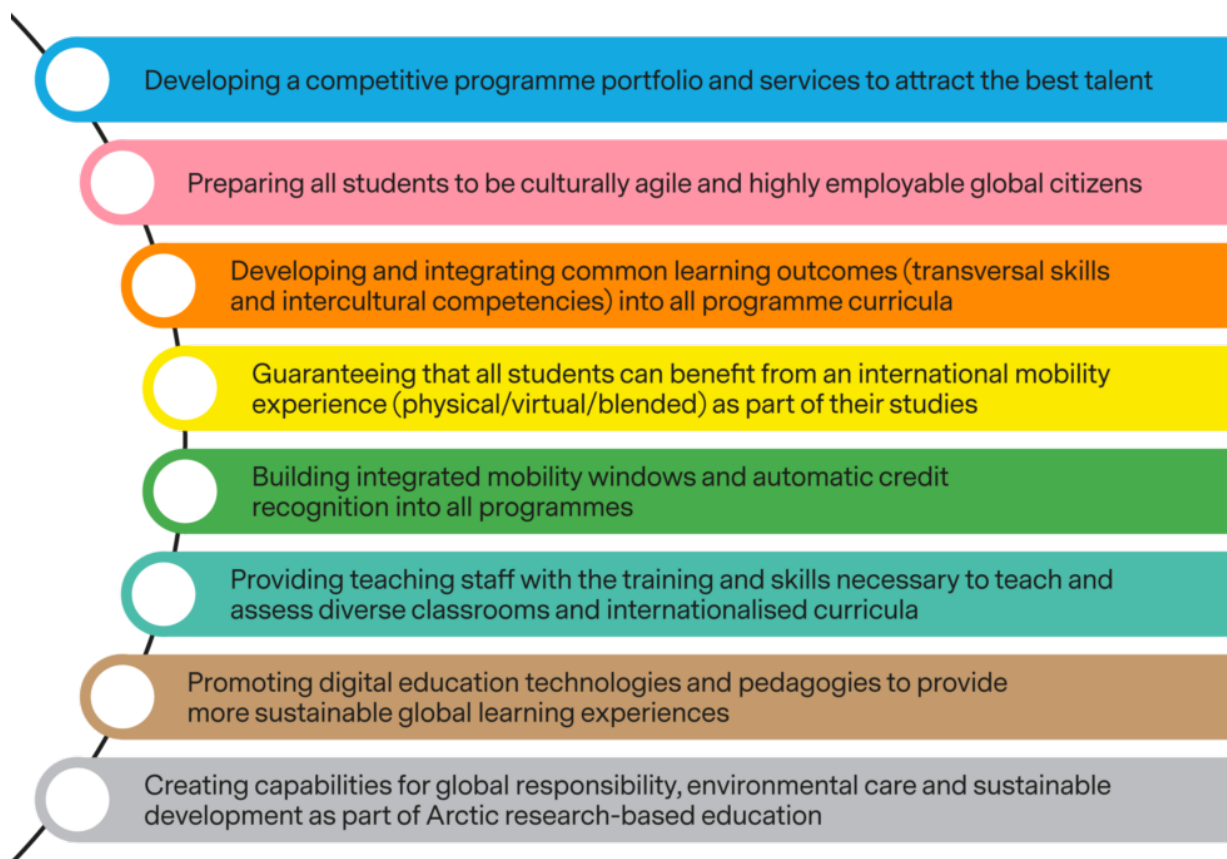 Developing a competitive programme portfolio and services to attract the best talent
Preparing all students to be culturally agile and highly employable global citizens
Developing and integrating common learning outcomes (transversal skills
and intercultural competencies) into all programme curricula
Guaranteeing that all students can benefit from an international mobility
experience (physical/virtual/blended) as part of their studies
Building integrated mobility windows and automatic credit
recognition into all programmes
Providing teaching staff with the training and skills necessary to teach and
assess diverse classrooms and internationalised curricula
Promoting digital education technologies and pedagogies to provide
more sustainable global learning experiences
Creating capabilities for global responsibility, environmental care and sustainable
development as part of Arctic research-based education